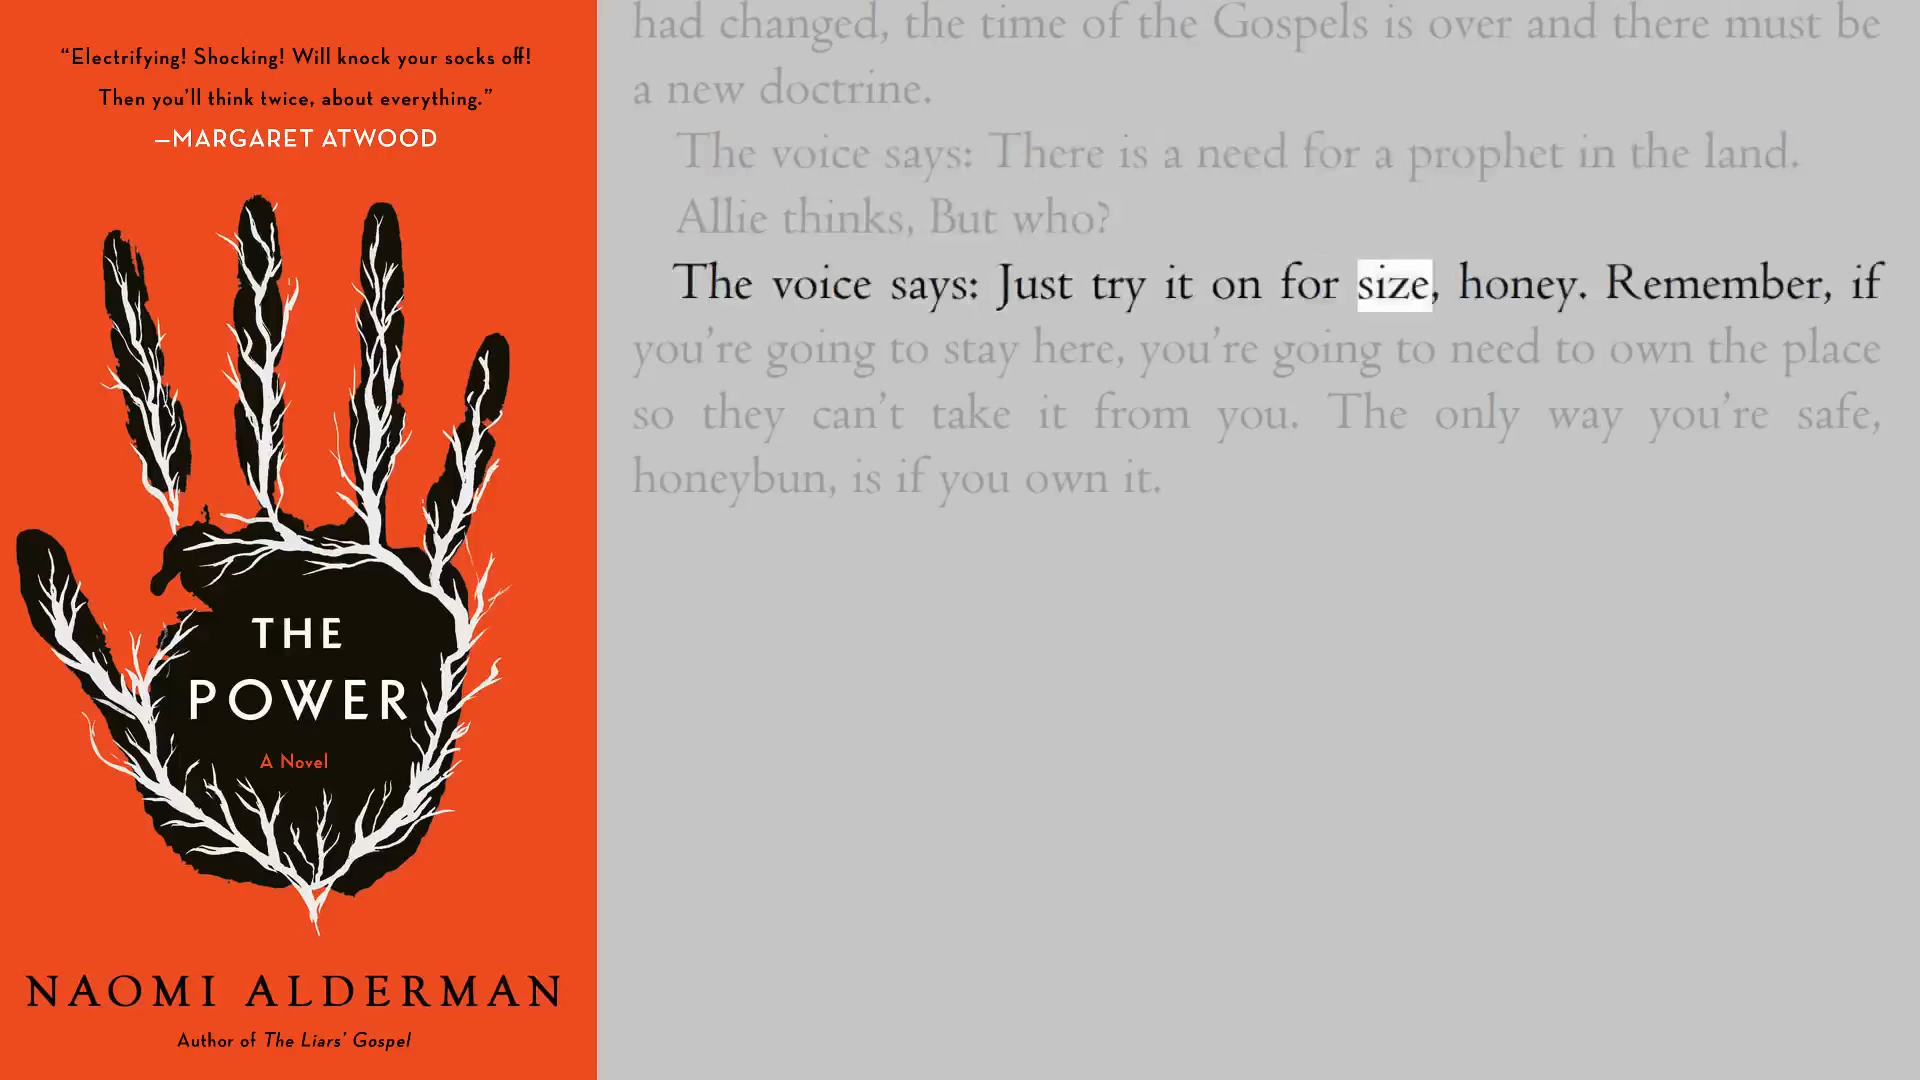 “Electrifying! Shocking! Will knock your socks off!
Then you’ll think twice, about everything.”
—MARGARET ATWOOD
THE
POWER
A Novel
NAOMI ALDERMAN
Author of The Liars’ Gospel
had changed, the time of the Gospels is over and there must be
a new doctrine.
The voice says: There is a need for a prophet in the land.
Allie thinks, But who?
The voice says: Just try it on for size, honey. Remember, if
you’re going to stay here, you’re going to need to own the place
so they can’t take it from you. The only way you’re safe,
honeybun, is if you own it.